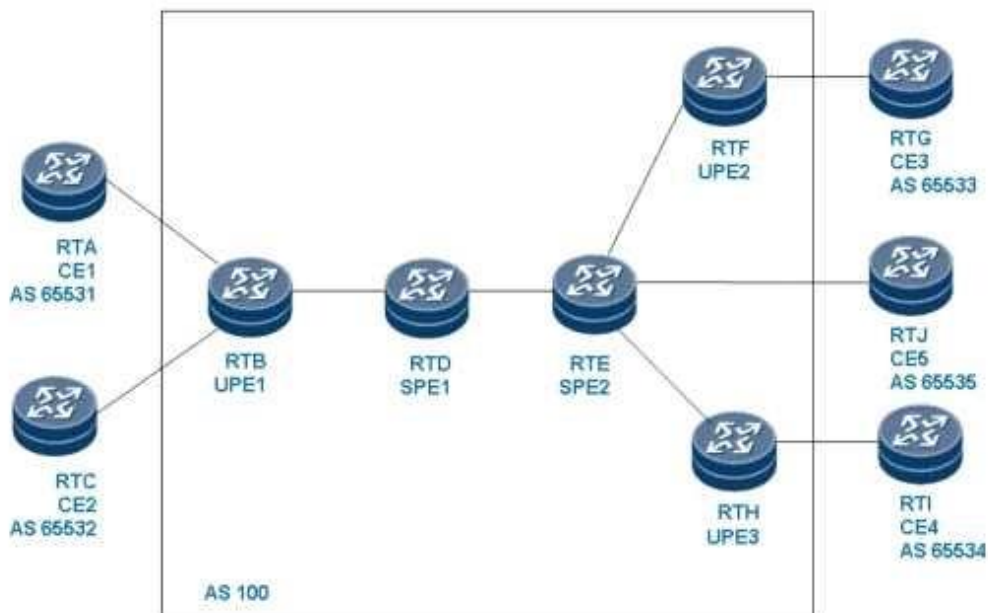 RTF
UPE2
RTG
CE3
AS 65533
RTA
CE1
AS 65531
RTB
UPE1
RTD
SPE1
RTE
SPE2
RTJ
CE5
AS 65535
RTC
CE2
AS 65532
RTH
UPE3
RTI
CE4
AS 65534
AS 100